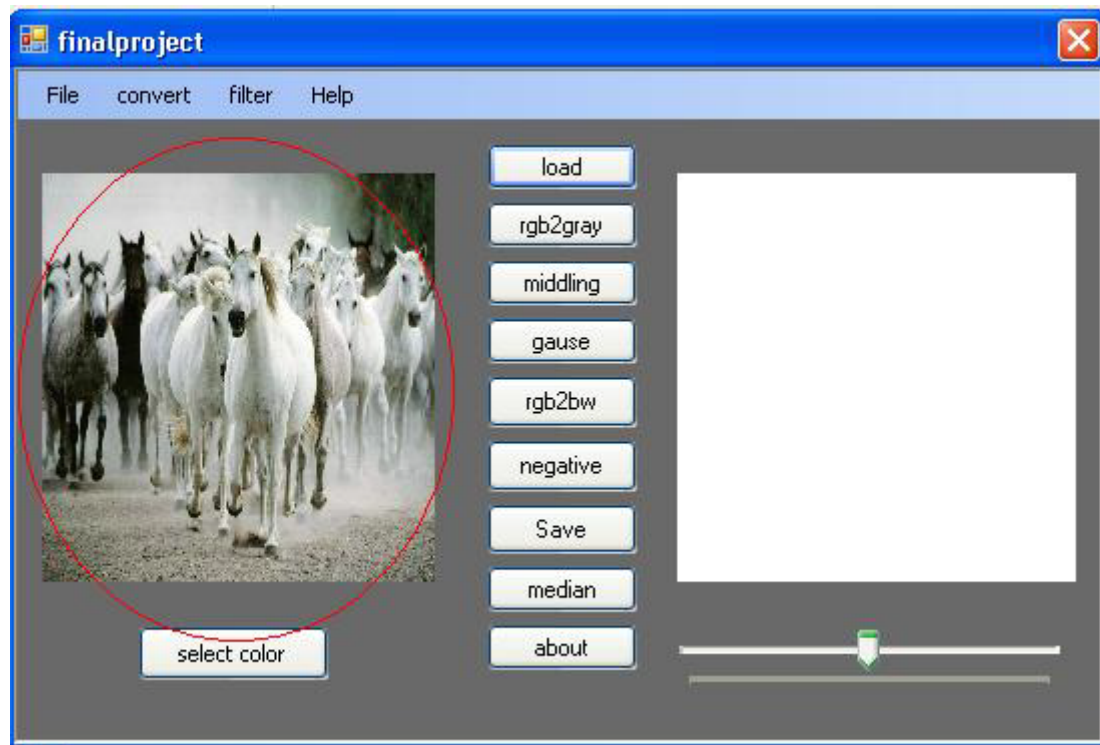 finalproject
File convert filter Help
load
rgb2gray
middling
gause
rgb2bw
negative
Save
median
about
select color